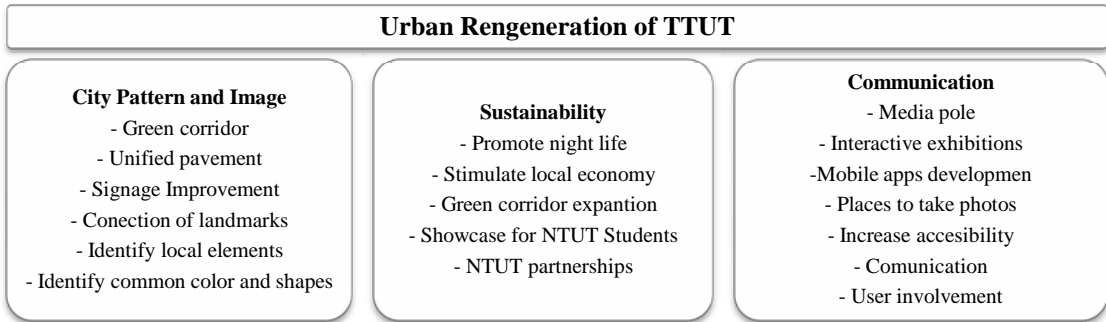 Urban Rengeneration of TTUT
City Pattern and Image
- Green corridor
- Unified pavement
- Signage Improvement
- Conection of landmarks
- Identify local elements
- Identify common color and shapes
Sustainability
- Promote night life
- Stimulate local economy
- Green corridor expantion
- Showcase for NTUT Students
- NTUT partnerships
Communication
- Media pole
- Interactive exhibitions
-Mobile apps developmen
- Places to take photos
- Increase accesibility
- Comunication
- User involvement